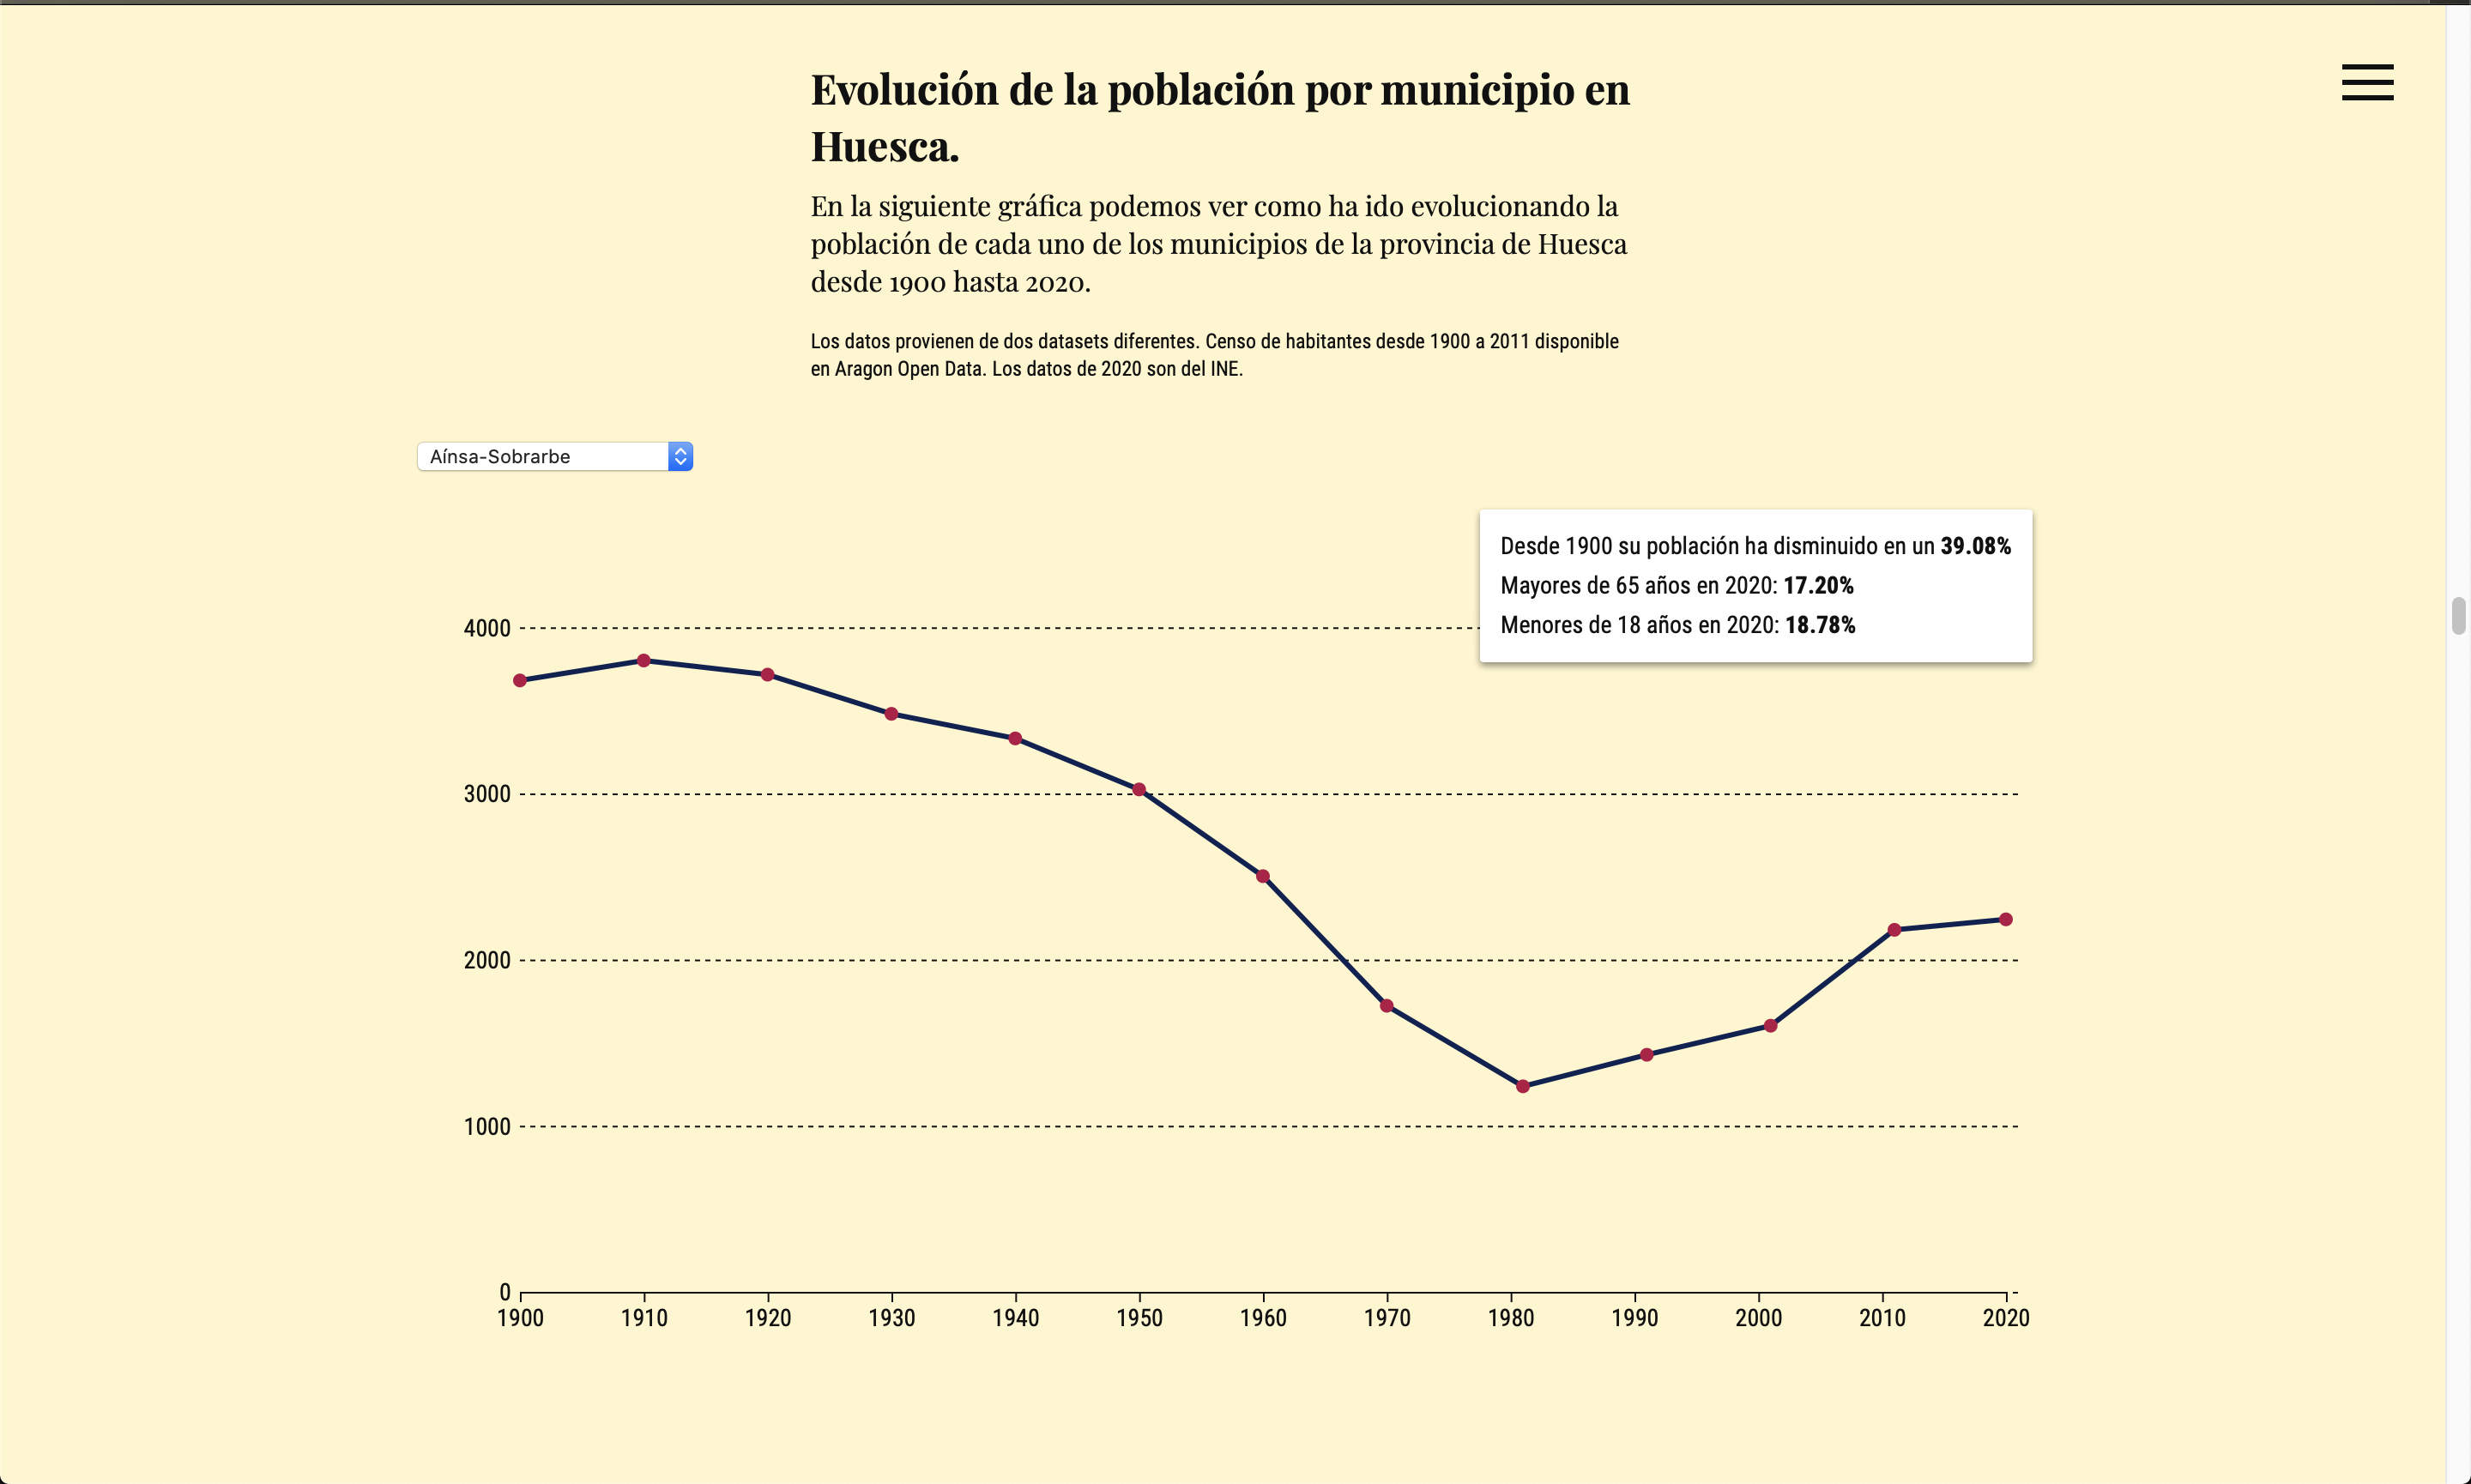 Evolución de la población por municipio en
Huesca.
En la siguiente gráfica podemos ver como ha ido evolucionando la
población de cada uno de los municipios de la provincia de Huesca
desde 1900 hasta 2020.
Los datos provienen de dos datasets diferentes. Censo de habitantes desde 1900 a 2011 disponible
en Aragon Open Data. Los datos de 2020 son del INE.
Aínsa-Sobrarbe
Desde 1900 su población ha disminuido en un 39.08%
Mayores de 65 años en 2020: 17.20%
Menores de 18 años en 2020: 18.78%
4000
3000
2000
1000
0
1900 1910 1920 1930 1940 1950 1960 1970 1980 1990 2000 2010 2020